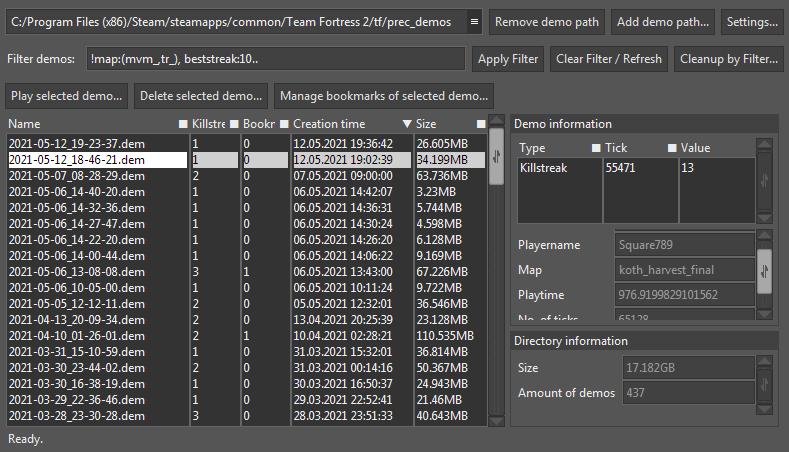 C:/Program Files (x86)/Steam/steamapps/common/Team Fortress 2/tf/prec_demos Remove demo path Add demo path... Settings...
Filter demos: !map:(mvm_,tr_), beststreak:10.. Apply Filter Clear Filter / Refresh Cleanup by Filter...
Play selected demo... Delete selected demo... Manage bookmarks of selected demo...
Name Killstre Bookn Creation time Size
2021-05-12_19-23-37.dem 1 0 12.05.2021 19:36:42 26.605MB
2021-05-12_18-46-21.dem 1 0 12.05.2021 19:02:39 34.199MB
2021-05-07_08-28-29.dem 2 0 07.05.2021 09:00:00 63.736MB
2021-05-06_14-40-20.dem 1 0 06.05.2021 14:42:07 3.23MB
2021-05-06_14-32-36.dem 1 0 06.05.2021 14:36:31 5.744MB
2021-05-06_14-27-47.dem 1 0 06.05.2021 14:30:24 4.598MB
2021-05-06_14-22-20.dem 1 0 06.05.2021 14:26:20 6.128MB
2021-05-06_14-00-44.dem 1 0 06.05.2021 14:06:22 9.169MB
2021-05-06_13-08-08.dem 3 1 06.05.2021 13:43:00 67.226MB
2021-05-06_10-05-00.dem 1 0 06.05.2021 10:11:24 9.722MB
2021-05-05_12-12-11.dem 2 0 05.05.2021 12:32:01 36.546MB
2021-04-13_20-09-34.dem 2 0 13.04.2021 20:25:39 23.128MB
2021-04-10_01-26-01.dem 2 1 10.04.2021 02:28:21 110.535MB
2021-03-31_15-10-59.dem 1 0 31.03.2021 15:32:01 36.814MB
2021-03-30_23-44-02.dem 2 0 31.03.2021 00:14:16 50.367MB
2021-03-30_16-38-19.dem 1 0 30.03.2021 16:50:37 24.943MB
2021-03-29_22-36-46.dem 1 0 29.03.2021 22:52:41 21.46MB
2021-03-28_23-30-28.dem 3 0 28.03.2021 23:51:33 40.643MB
Demo information
Type Tick Value
Killstreak 55471 13
Playername Square789
Map koth_harvest_final
Playtime 976.9199829101562
No. of ticks 65128
Directory information
Size 17.182GB
Amount of demos 437
Ready.